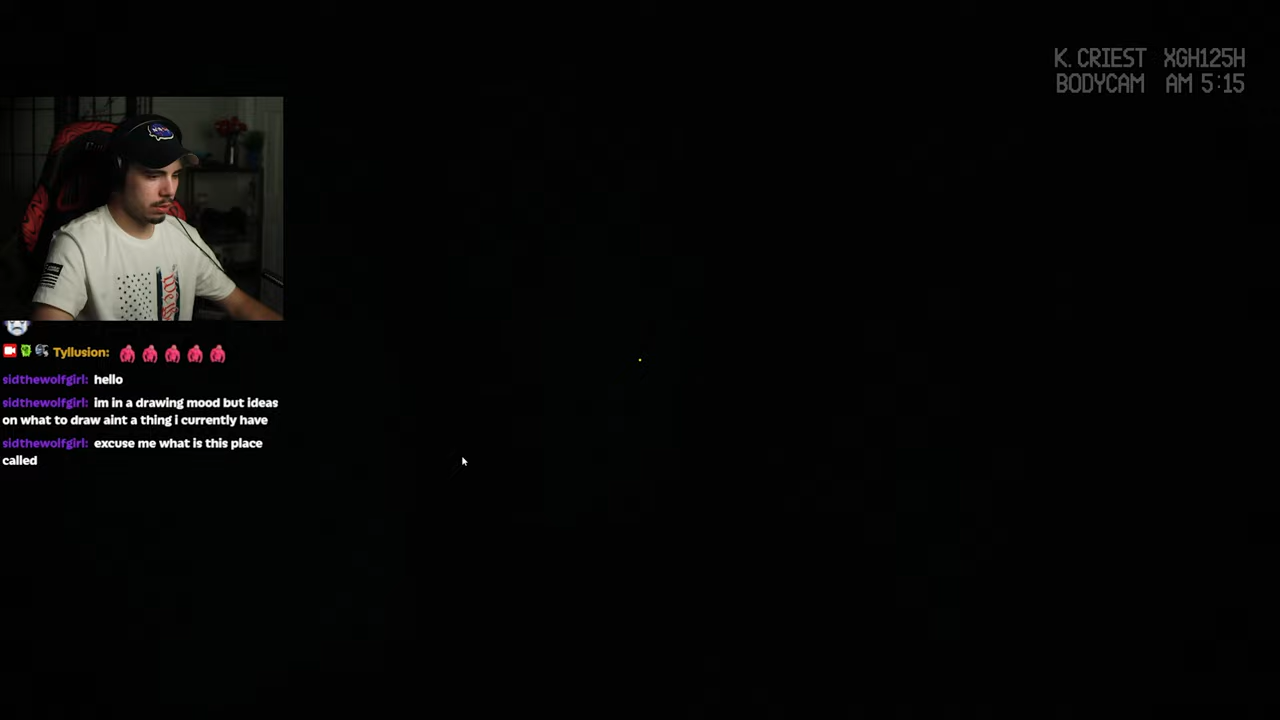 K. CRIEST XGH125H
BODYCAM AM 5:15
Tyllusion:
sidthewolfgirl: hello
sidthewolfgirl: im in a drawing mood but ideas
on what to draw aint a thing i currently have
sidthewolfgirl: excuse me what is this place
called